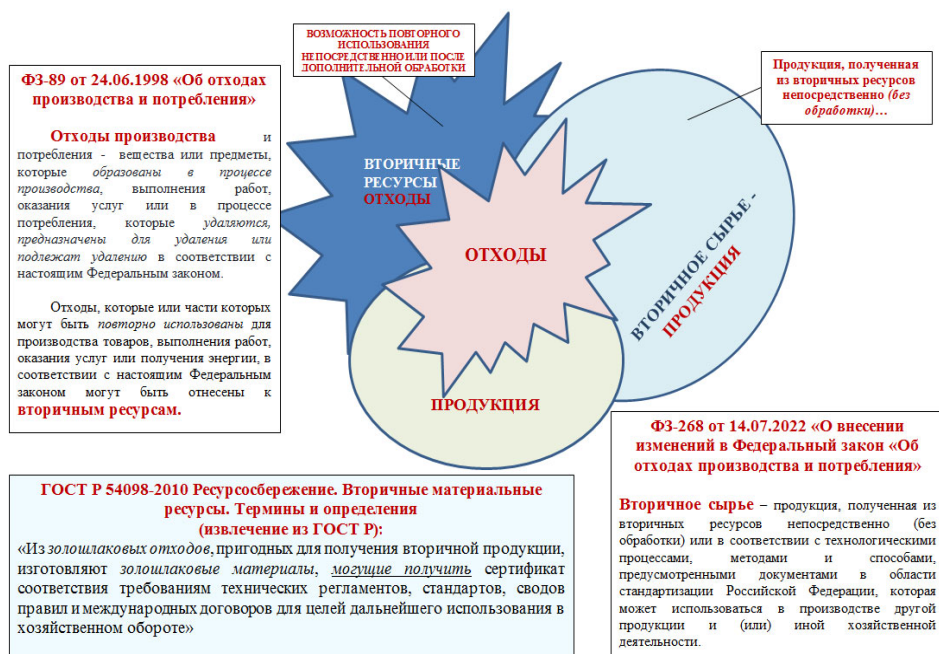 ВОЗМОЖНОСТЬ ПОВТОРНОГО
ИСПОЛЬЗОВАНИЯ
НЕПОСРЕДСТВЕННО ИЛИ ПОСЛЕ
ДОПОЛНИТЕЛЬНОЙ ОБРАБОТКИ
ФЗ-89 от 24.06.1998 «Об отходах
производства и потребления»
Отходы производства и
потребления - вещества или предметы,
которые образованы в процессе
производства, выполнения работ,
оказания услуг или в процессе
потребления, которые удаляются,
предназначены для удаления или
подлежат удалению в соответствии с
настоящим Федеральным законом.
Отходы, которые или части которых
могут быть повторно использованы для
производства товаров, выполнения работ,
оказания услуг или получения энергии, в
соответствии с настоящим Федеральным
законом могут быть отнесены к
вторичным ресурсам.
Продукция, полученная
из вторичных ресурсов
непосредственно (без
обработки)…
ВТОРИЧНЫЕ
РЕСУРСЫ
ОТХОДЫ
ОТХОДЫ
ВТОРИЧНОЕ СЫРЬЕ -
ПРОДУКЦИЯ
ПРОДУКЦИЯ
ФЗ-268 от 14.07.2022 «О внесении
изменений в Федеральный закон «Об
отходах производства и потребления»
Вторичное сырье – продукция, полученная из
вторичных ресурсов непосредственно (без
обработки) или в соответствии с технологическими
процессами, методами и способами,
предусмотренными документами в области
стандартизации Российской Федерации, которая
может использоваться в производстве другой
продукции и (или) иной хозяйственной
деятельности.
ГОСТ Р 54098-2010 Ресурсосбережение. Вторичные материальные
ресурсы. Термины и определения
(извлечение из ГОСТ Р):
«Из золошлаковых отходов, пригодных для получения вторичной продукции,
изготовляют золошлаковые материалы, могущие получить сертификат
соответствия требованиям технических регламентов, стандартов, сводов
правил и международных договоров для целей дальнейшего использования в
хозяйственном обороте»